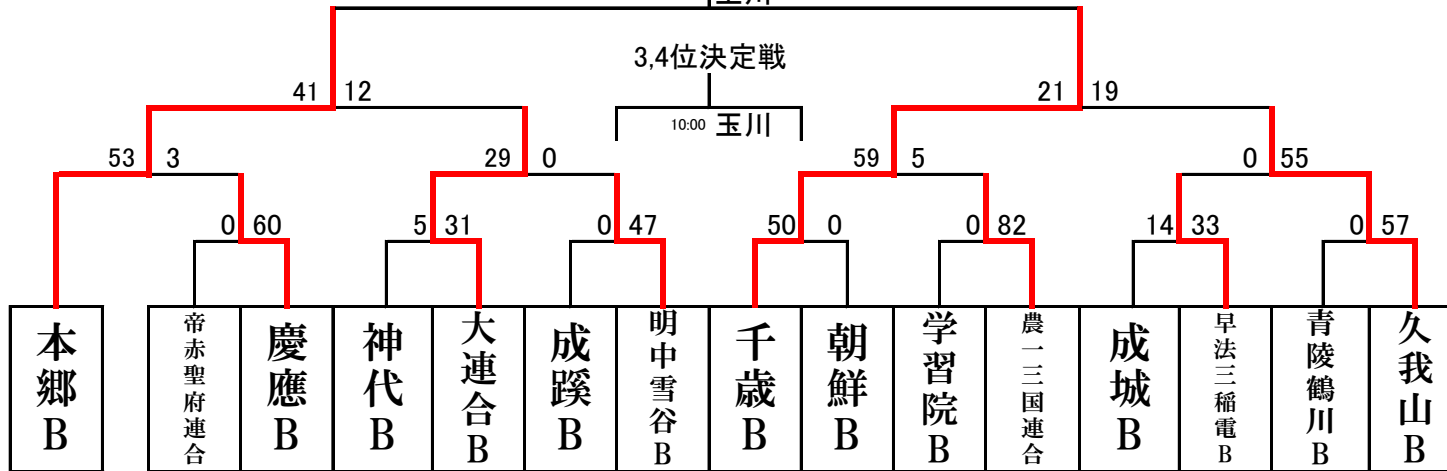 3,4位決定戦
41 12
21 19
10:00 玉川
53 3
29 0
59 5
0 55
0 60
5 31
0 47
50 0
0 82
14 33
0 57
本郷B
帝赤聖府連合
慶應B
神代B
大連合B
成蹊B
明中雪谷B
千歳B
朝鮮B
学習院B
農一三国連合
成城B
早法三稲電B
青陵鶴川B
久我山B